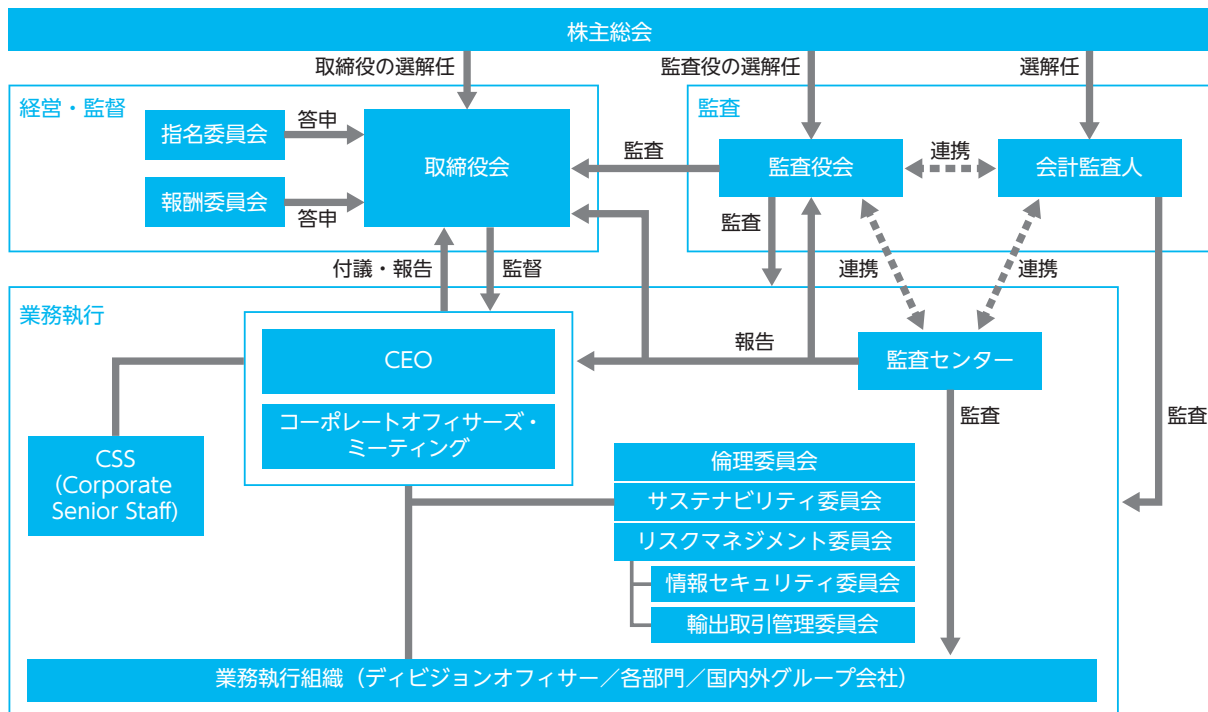 株主総会
取締役の選解任
監査役の選解任
選解任
経営・監督
監査
指名委員会
答申
取締役会
監査
監査役会
連携
会計監査人
報酬委員会
答申
監査
付議・報告
監督
連携
連携
業務執行
CEO
報告
監査センター
コーポレートオフィサーズ・
ミーティング
監査
監査
CSS
(Corporate
Senior Staff)
倫理委員会
サステナビリティ委員会
リスクマネジメント委員会
情報セキュリティ委員会
輸出取引管理委員会
業務執行組織（ディビジョンオフィサー／各部門／国内外グループ会社）